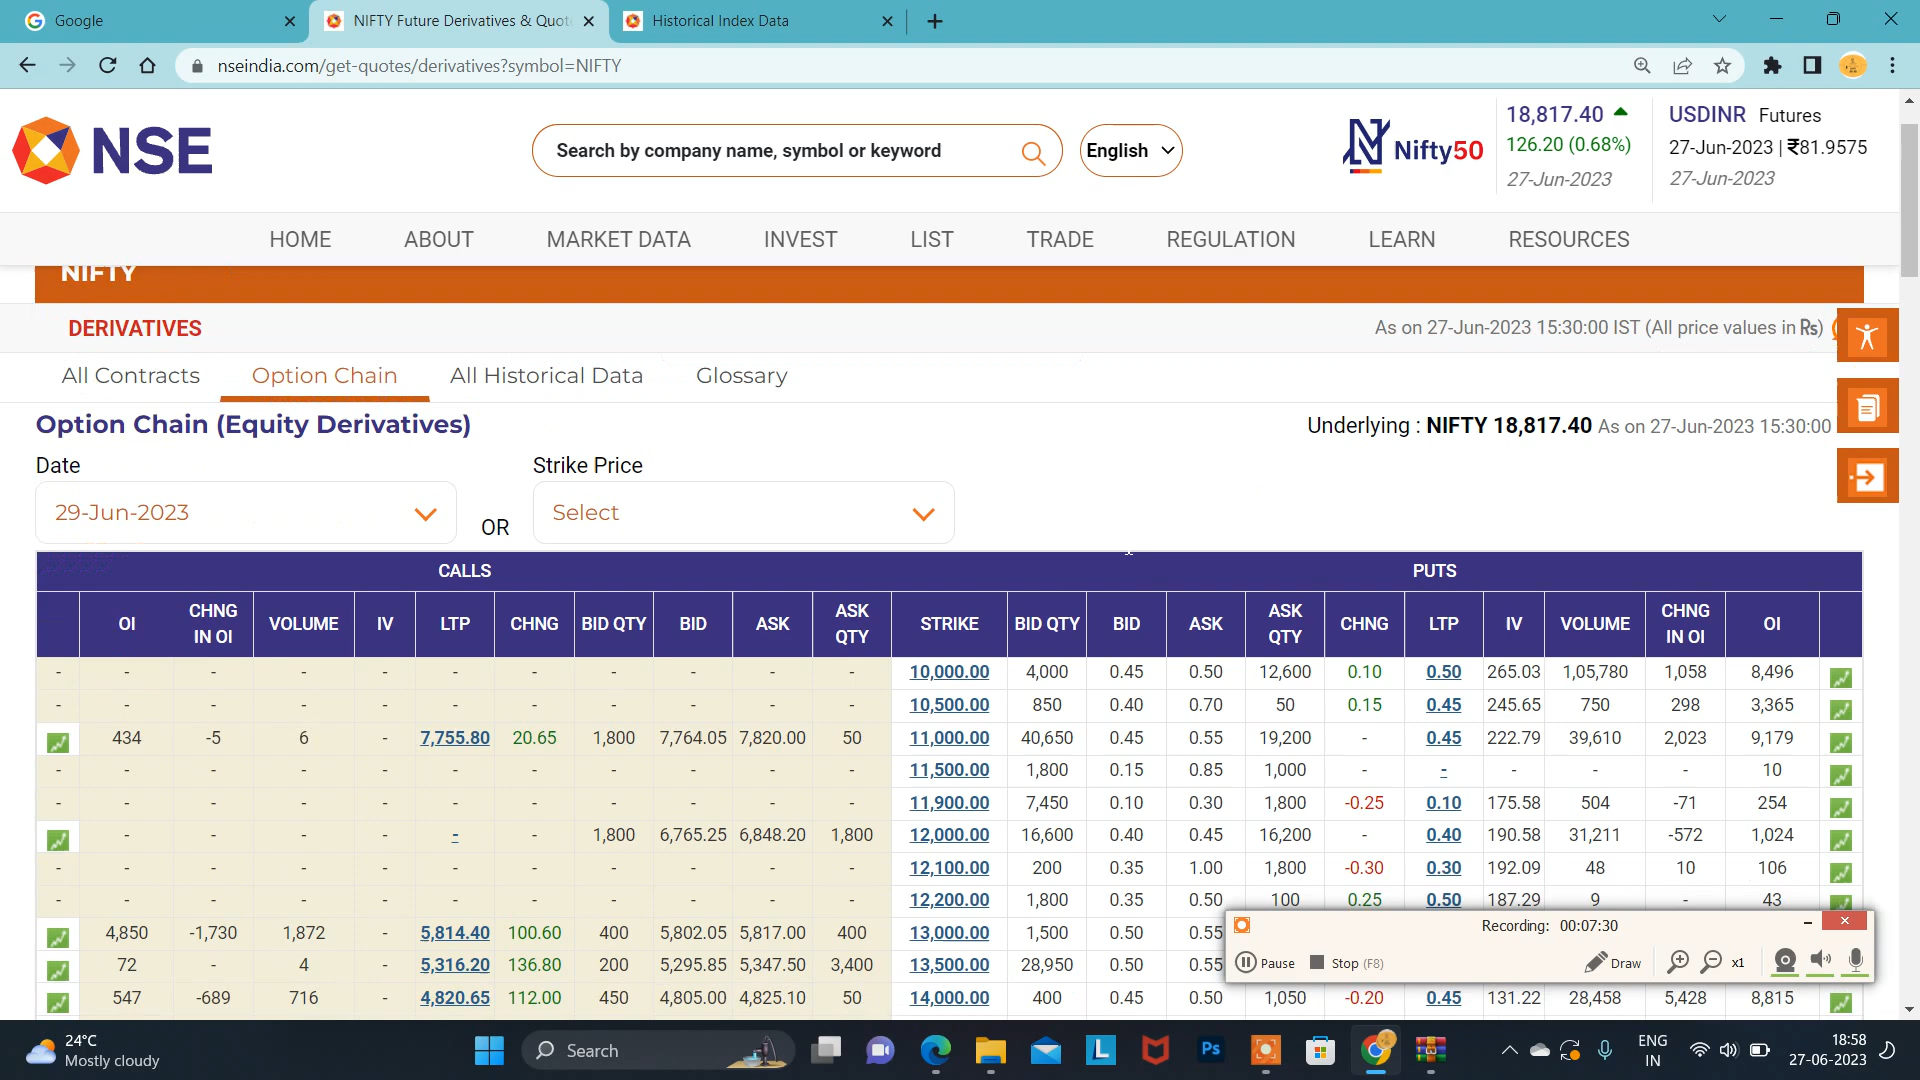 Google
NIFTY Future Derivatives & Quot
Historical Index Data
nseindia.com/get-quotes/derivatives?symbol=NIFTY
NSE
Search by company name, symbol or keyword
English
Nifty50
18,817.40
126.20 (0.68%)
27-Jun-2023
USDINR Futures
27-Jun-2023 | ₹81.9575
27-Jun-2023
HOME ABOUT MARKET DATA INVEST LIST TRADE REGULATION LEARN RESOURCES
NIFTY
DERIVATIVES
As on 27-Jun-2023 15:30:00 IST (All price values in Rs)
All Contracts Option Chain All Historical Data Glossary
Option Chain (Equity Derivatives)
Underlying : NIFTY 18,817.40 As on 27-Jun-2023 15:30:00
Date Strike Price
29-Jun-2023 OR Select
CALLS PUTS
OI CHNG IN OI VOLUME IV LTP CHNG BID QTY BID ASK ASK QTY STRIKE BID QTY BID ASK ASK QTY CHNG LTP IV VOLUME CHNG IN OI OI
- - - - - - - - - - - 10,000.00 4,000 0.45 0.50 12,600 0.10 0.50 265.03 1,05,780 1,058 8,496
- - - - - - - - - - - 10,500.00 850 0.40 0.70 50 0.15 0.45 245.65 750 298 3,365
434 -5 6 - 7,755.80 20.65 1,800 7,764.05 7,820.00 50 11,000.00 40,650 0.45 0.55 19,200 - 0.45 222.79 39,610 2,023 9,179
- - - - - - - - - - - 11,500.00 1,800 0.15 0.85 1,000 - - - - - 10
- - - - - - - - - - - 11,900.00 7,450 0.10 0.30 1,800 -0.25 0.10 175.58 504 -71 254
- - - - - - 1,800 6,765.25 6,848.20 1,800 12,000.00 16,600 0.40 0.45 16,200 - 0.40 190.58 31,211 -572 1,024
- - - - - - - - - - - 12,100.00 200 0.35 1.00 1,800 -0.30 0.30 192.09 48 10 106
- - - - - - - - - - - 12,200.00 1,800 0.35 0.50 100 0.25 0.50 187.29 9 - 43
4,850 -1,730 1,872 - 5,814.40 100.60 400 5,802.05 5,817.00 400 13,000.00 1,500 0.50 0.55
72 - 4 - 5,316.20 136.80 200 5,295.85 5,347.50 3,400 13,500.00 28,950 0.50 0.55
547 -689 716 - 4,820.65 112.00 450 4,805.00 4,825.10 50 14,000.00 400 0.45 0.50 1,050 -0.20 0.45 131.22 28,458 5,428 8,815
Recording: 00:07:30
Pause Stop (F8) Draw x1
24°C
Mostly cloudy
Search
L
Ps
ENG
IN
18:58
27-06-2023